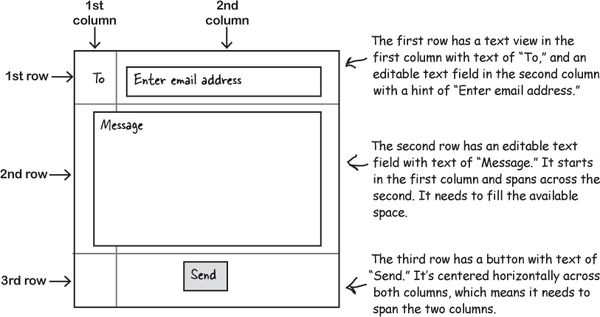 1st
column
2nd
column
1st row
To
Enter email address
The first row has a text view in the
first column with text of “To,” and an
editable text field in the second column
with a hint of “Enter email address.”
2nd row
Message
The second row has an editable text
field with text of “Message.” It starts
in the first column and spans across the
second. It needs to fill the available
space.
3rd row
Send
The third row has a button with text of
“Send.” It’s centered horizontally across
both columns, which means it needs to
span the two columns.